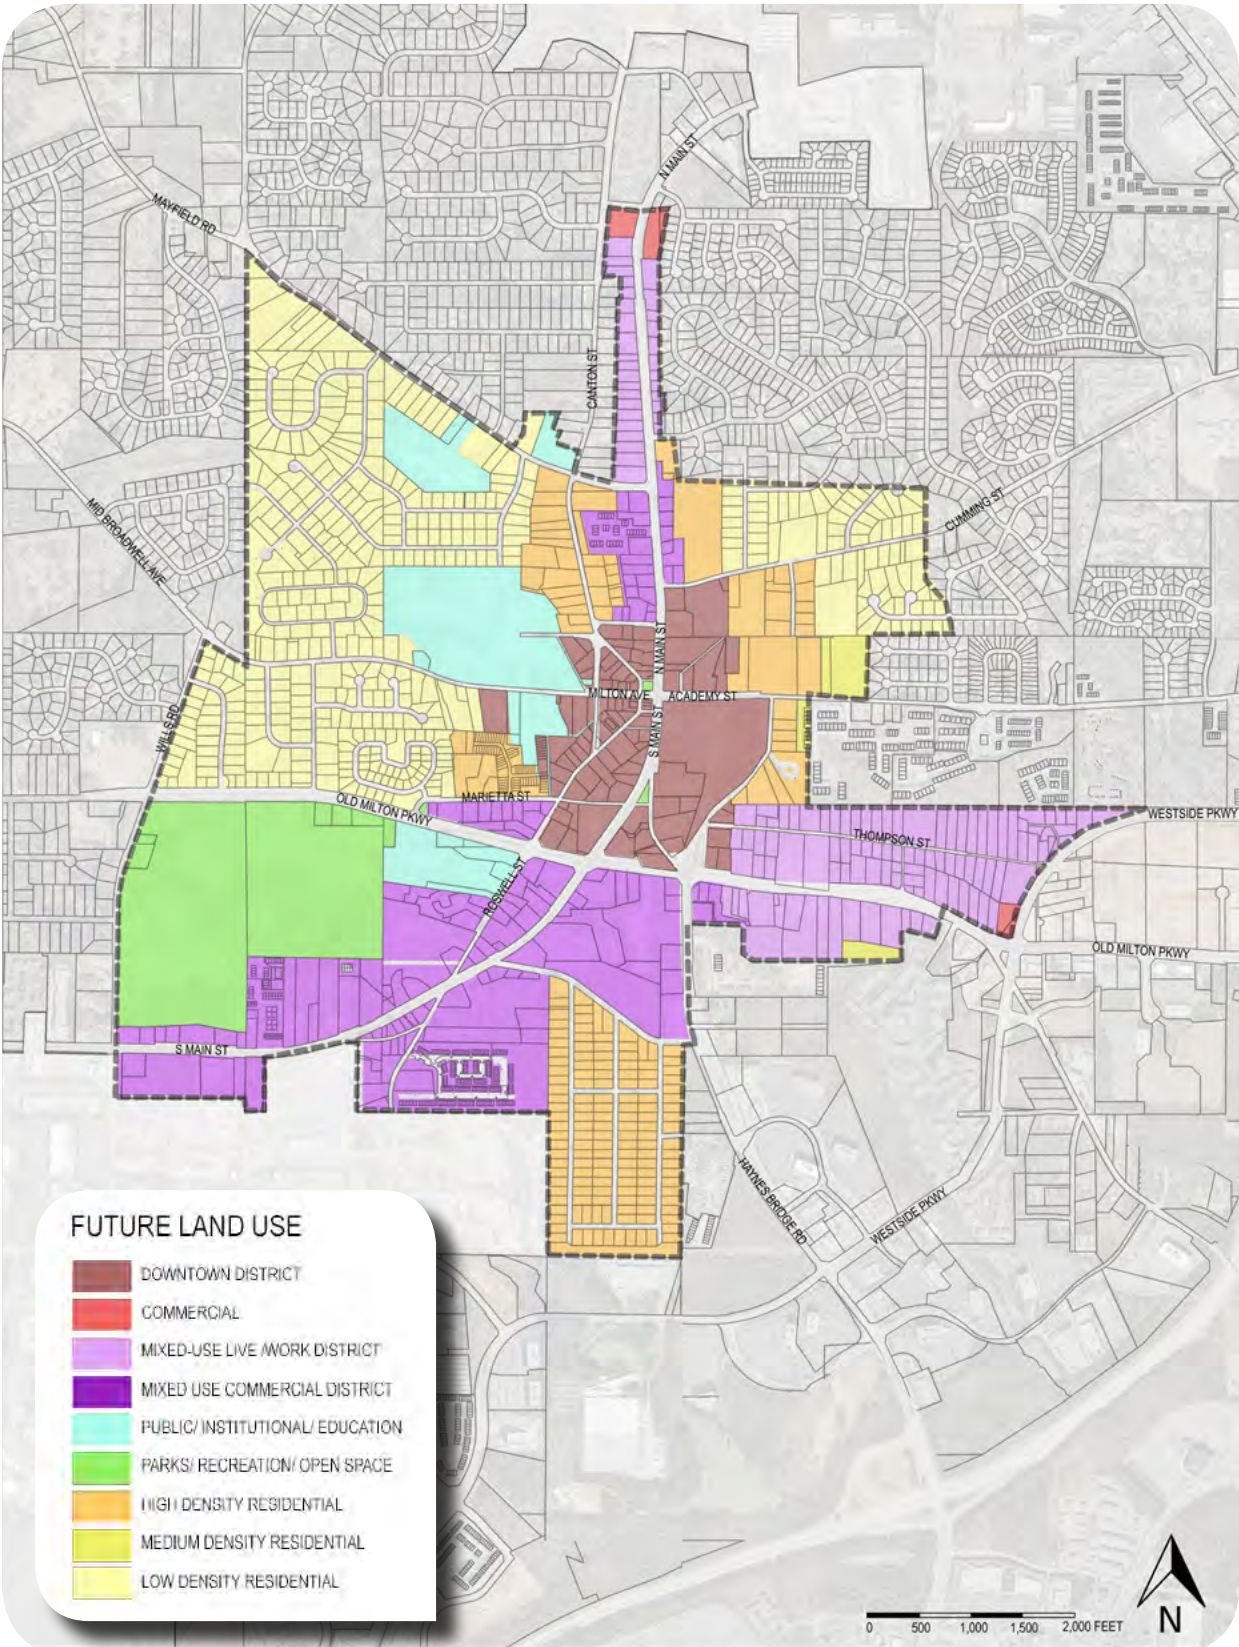 N MAIN ST
MAYFIELD RD
CANTON ST
CUMMING ST
MID BROADWELL AVE
N MAIN ST
MILTON AVE
ACADEMY ST
WILLS RD
S MAIN ST
MARIETTA ST
OLD MILTON PKWY
WESTSIDE PKWY
THOMPSON ST
ROSWELL ST
OLD MILTON PKWY
S MAIN ST
HAYNES BRIDGE RD
WESTSIDE PKWY
FUTURE LAND USE
DOWNTOWN DISTRICT
COMMERCIAL
MIXED-USE LIVE /WORK DISTRICT
MIXED USE COMMERCIAL DISTRICT
PUBLIC/ INSTITUTIONAL/ EDUCATION
PARKS/ RECREATION/ OPEN SPACE
HIGH DENSITY RESIDENTIAL
MEDIUM DENSITY RESIDENTIAL
LOW DENSITY RESIDENTIAL
0 500 1,000 1,500 2,000 FEET
N